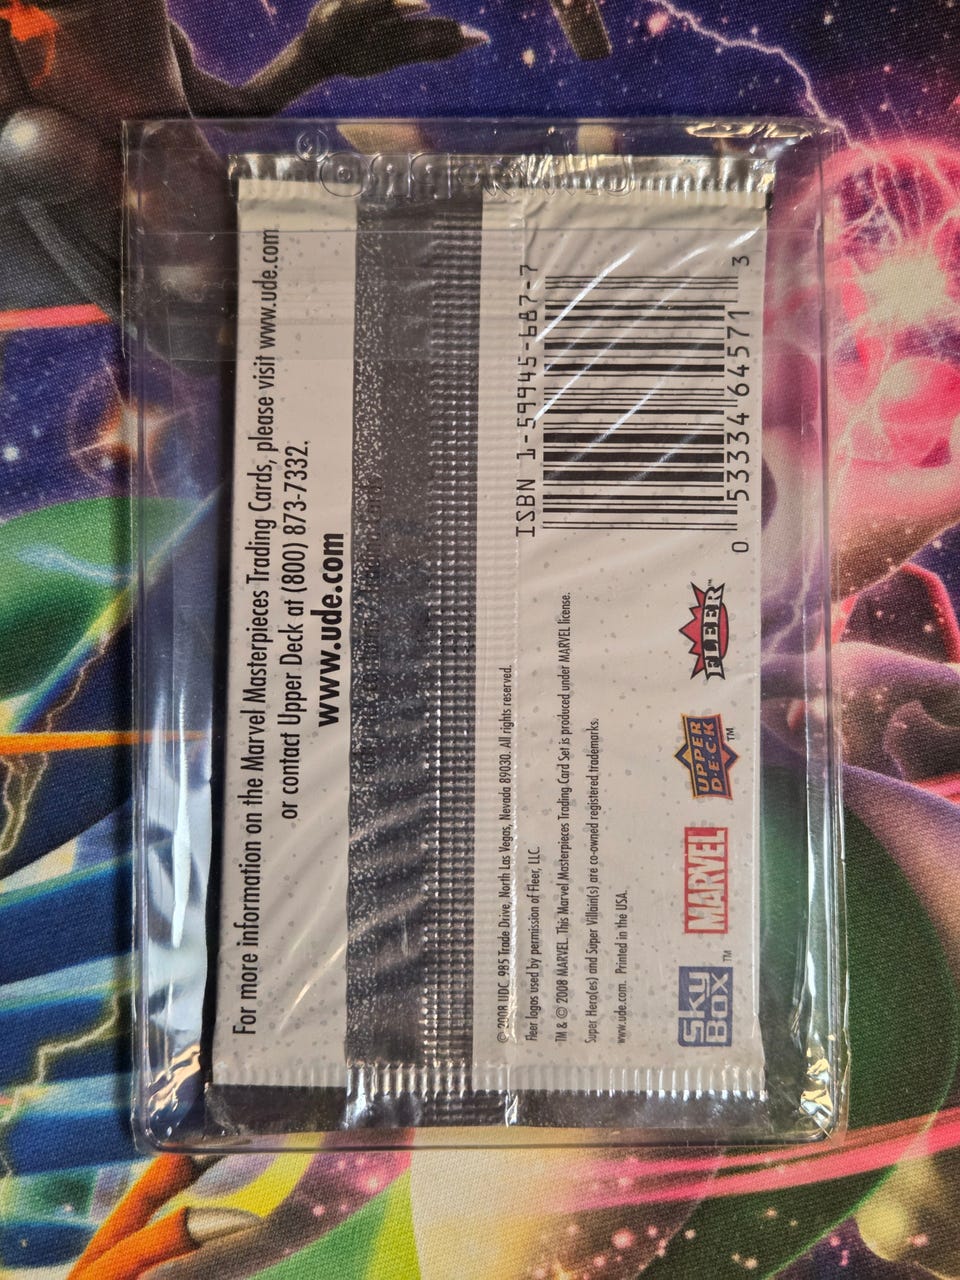 For more information on the Marvel Masterpieces Trading Cards, please visit www.ude.com
or contact Upper Deck at (800) 873-7332.
www.ude.com
© 2008 UDC. 985 Trade Drive, North Las Vegas, Nevada 89030. All rights reserved.
Fleer logos used by permission of Fleer, LLC
TM & © 2008 MARVEL. This Marvel Masterpieces Trading Card Set is produced under MARVEL license.
Super Hero(es) and Super Villain(s) are co-owned registered trademarks.
www.ude.com. Printed in the USA.
SKY BOX™
MARVEL
UPPER DECK™
FLEER™
ISBN 1-59945-687-7
0 53334 64571 3